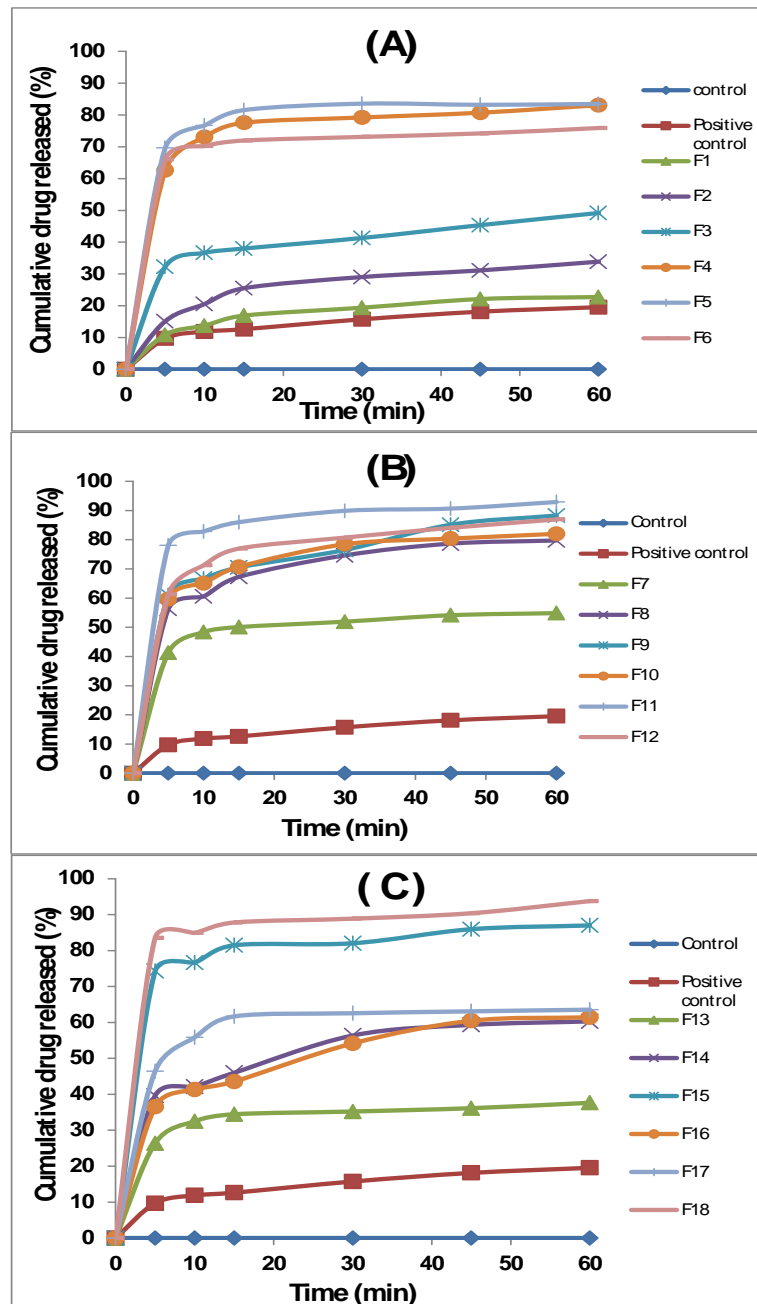 (A)
Cumulative drug released (%)
100
90
80
70
60
50
40
30
20
10
0
0
10
20
30
40
50
60
Time (min)
control
Positive
control
F1
F2
F3
F4
F5
F6
(B)
Cumulative drug released (%)
100
90
80
70
60
50
40
30
20
10
0
0
10
20
30
40
50
60
Time (min)
Control
Positive control
F7
F8
F9
F10
F11
F12
( C)
Cumulative drug released (%)
100
90
80
70
60
50
40
30
20
10
0
0
10
20
30
40
50
60
Time (min)
Control
Positive
control
F13
F14
F15
F16
F17
F18